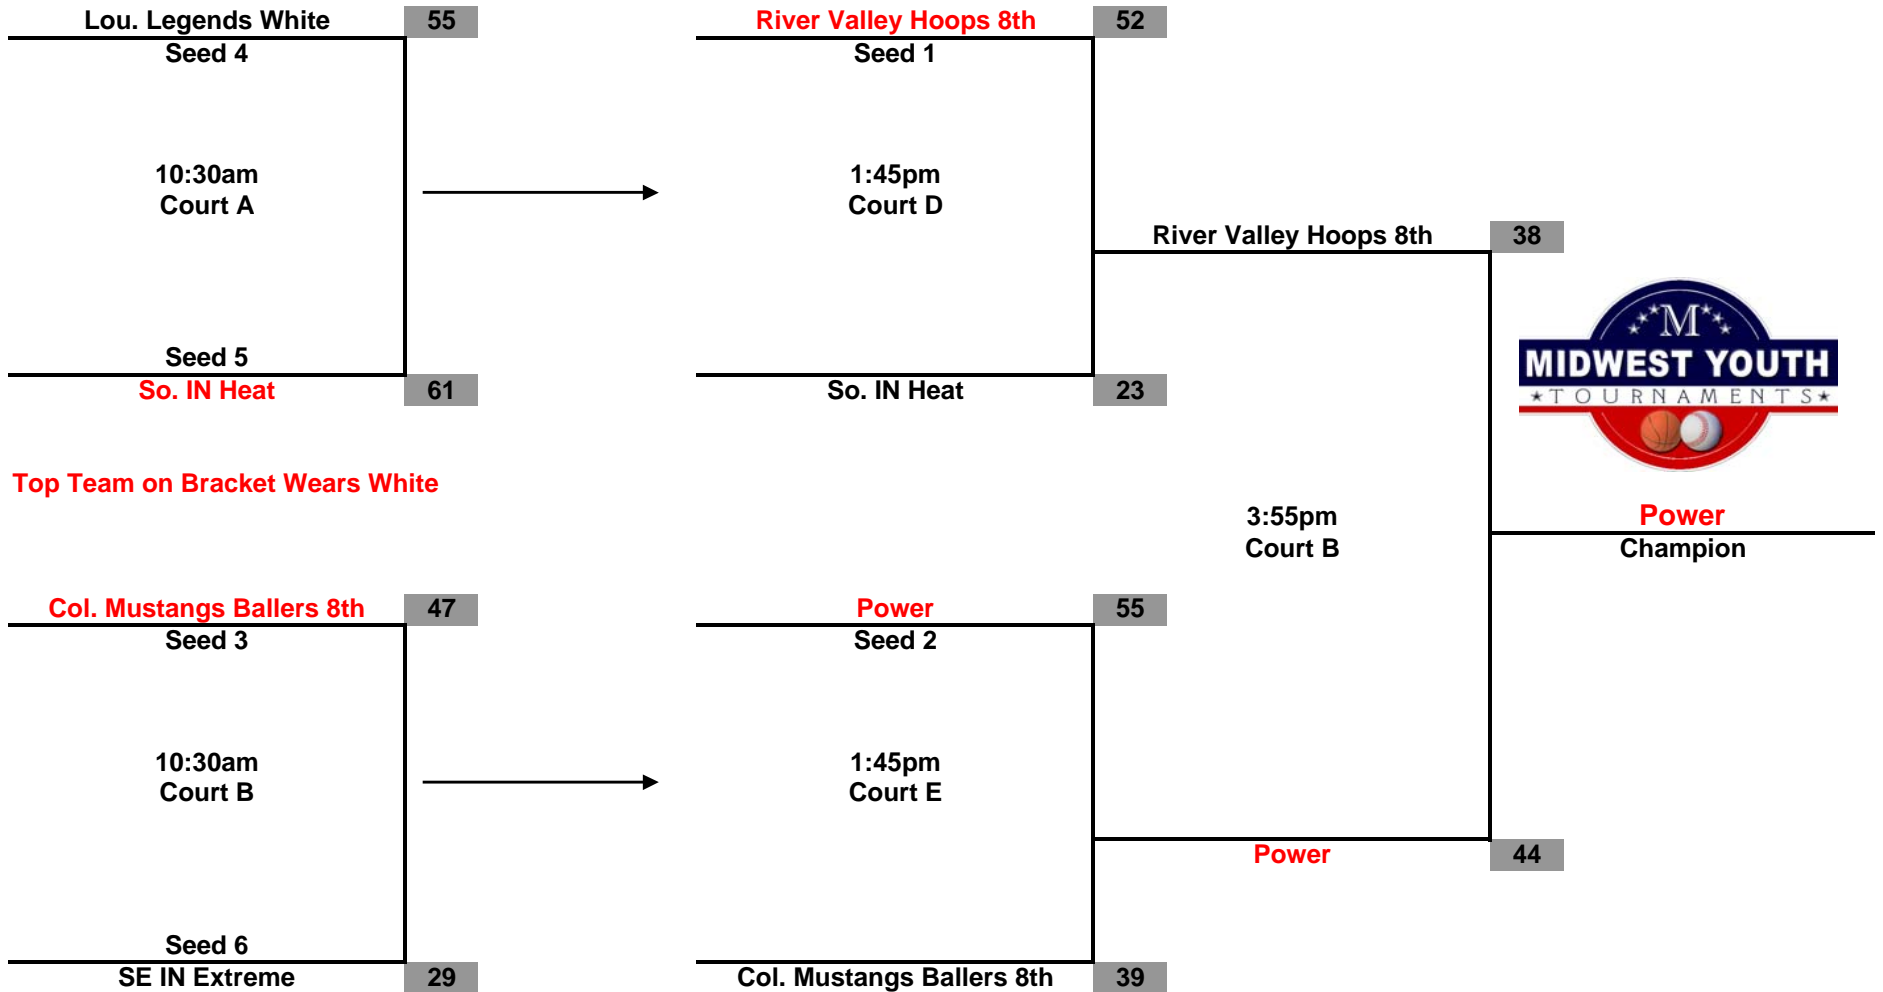 Lou. Legends White 55
Seed 4
10:30am
Court A
Seed 5
So. IN Heat 61
River Valley Hoops 8th 52
Seed 1
1:45pm
Court D
So. IN Heat 23
River Valley Hoops 8th 38
M
MIDWEST YOUTH
TOURNAMENTS
Top Team on Bracket Wears White
3:55pm
Court B
Power
Champion
Col. Mustangs Ballers 8th 47
Seed 3
10:30am
Court B
Seed 6
SE IN Extreme 29
Power 55
Seed 2
1:45pm
Court E
Col. Mustangs Ballers 8th 39
Power 44